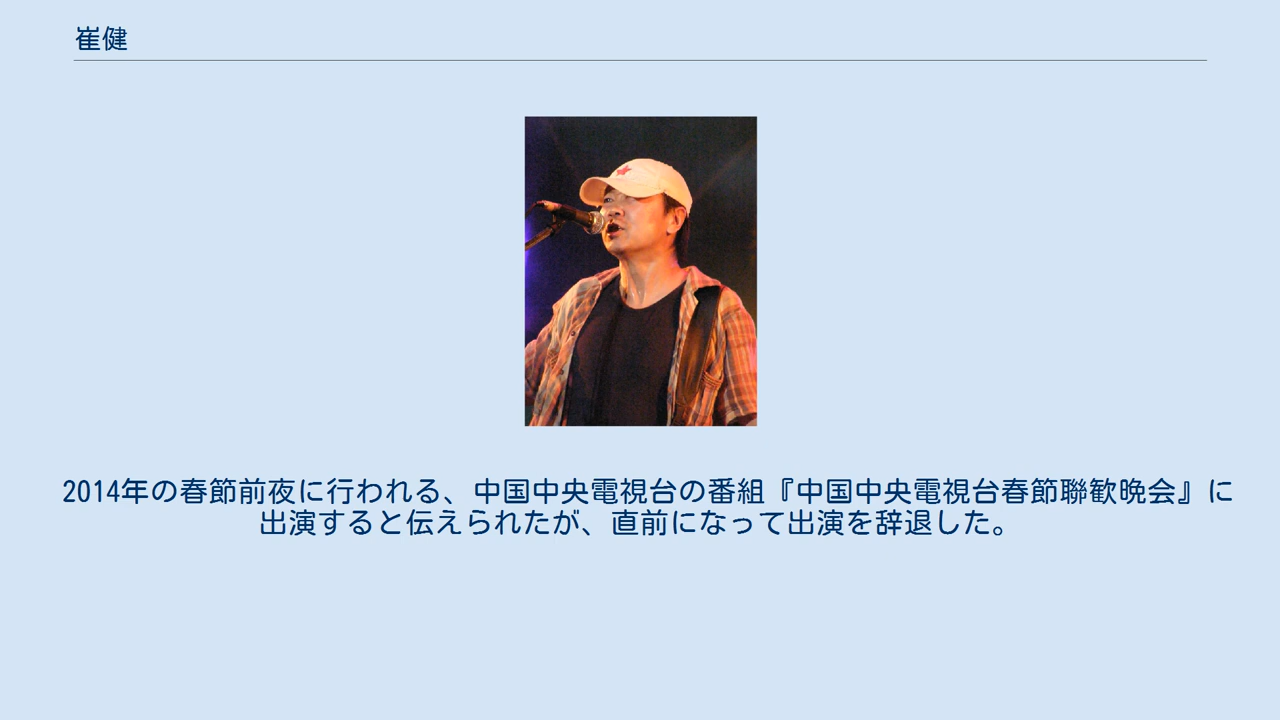 崔健
2014年の春節前夜に行われる、中国中央電視台の番組『中国中央電視台春節聯歓晩会』に
出演すると伝えられたが、直前になって出演を辞退した。